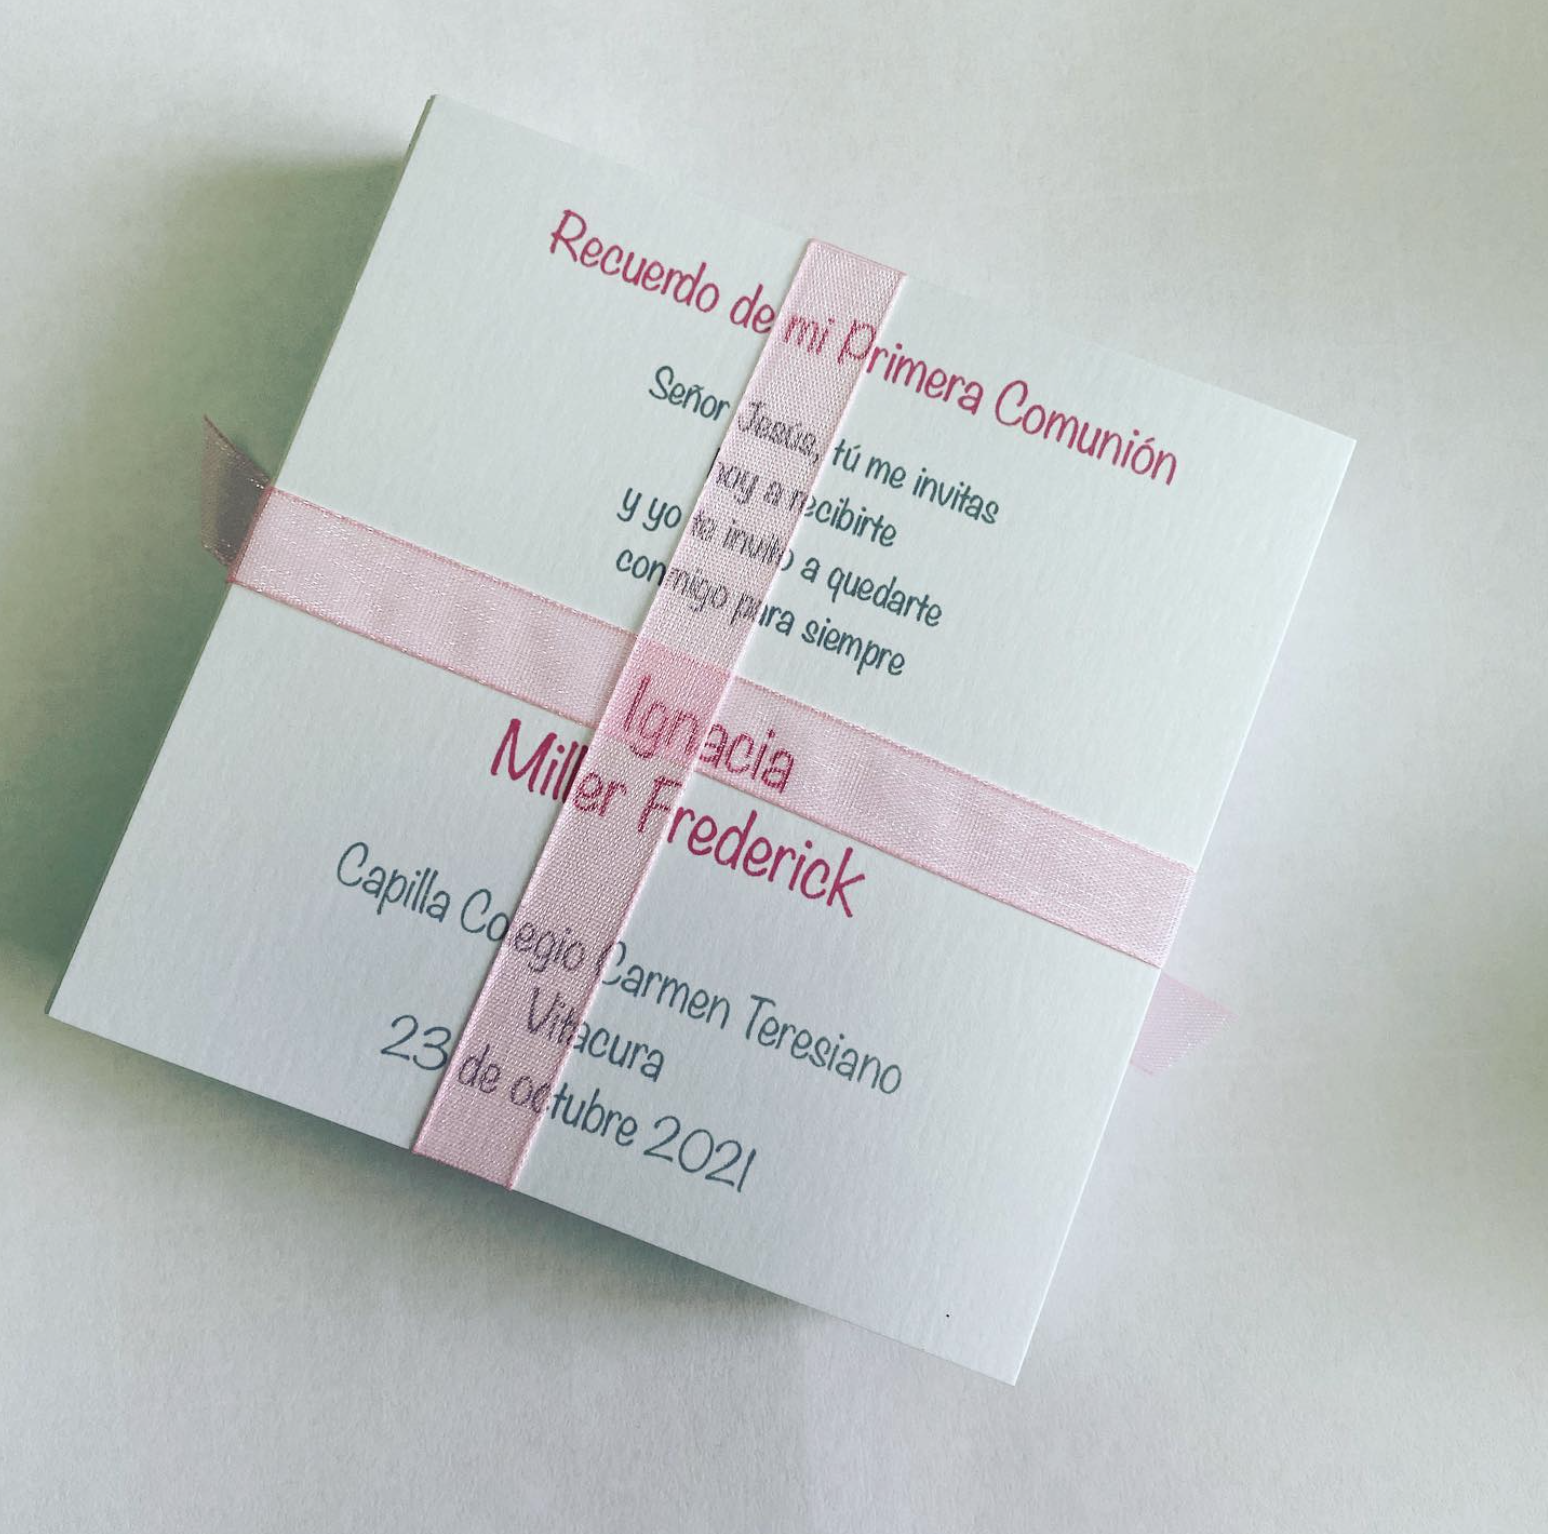 Recuerdo de mi Primera Comunión
Señor Jesús, tú me invitas
hoy a recibirte
y yo te invito a quedarte
conmigo para siempre
Ignacia
Miller Frederick
Capilla Colegio Carmen Teresiano
Vitacura
23 de octubre 2021